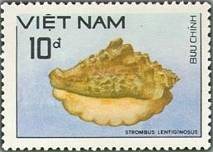 VIỆT NAM
10đ
BƯU CHÍNH
STROMBUS LENTIGINOSUS